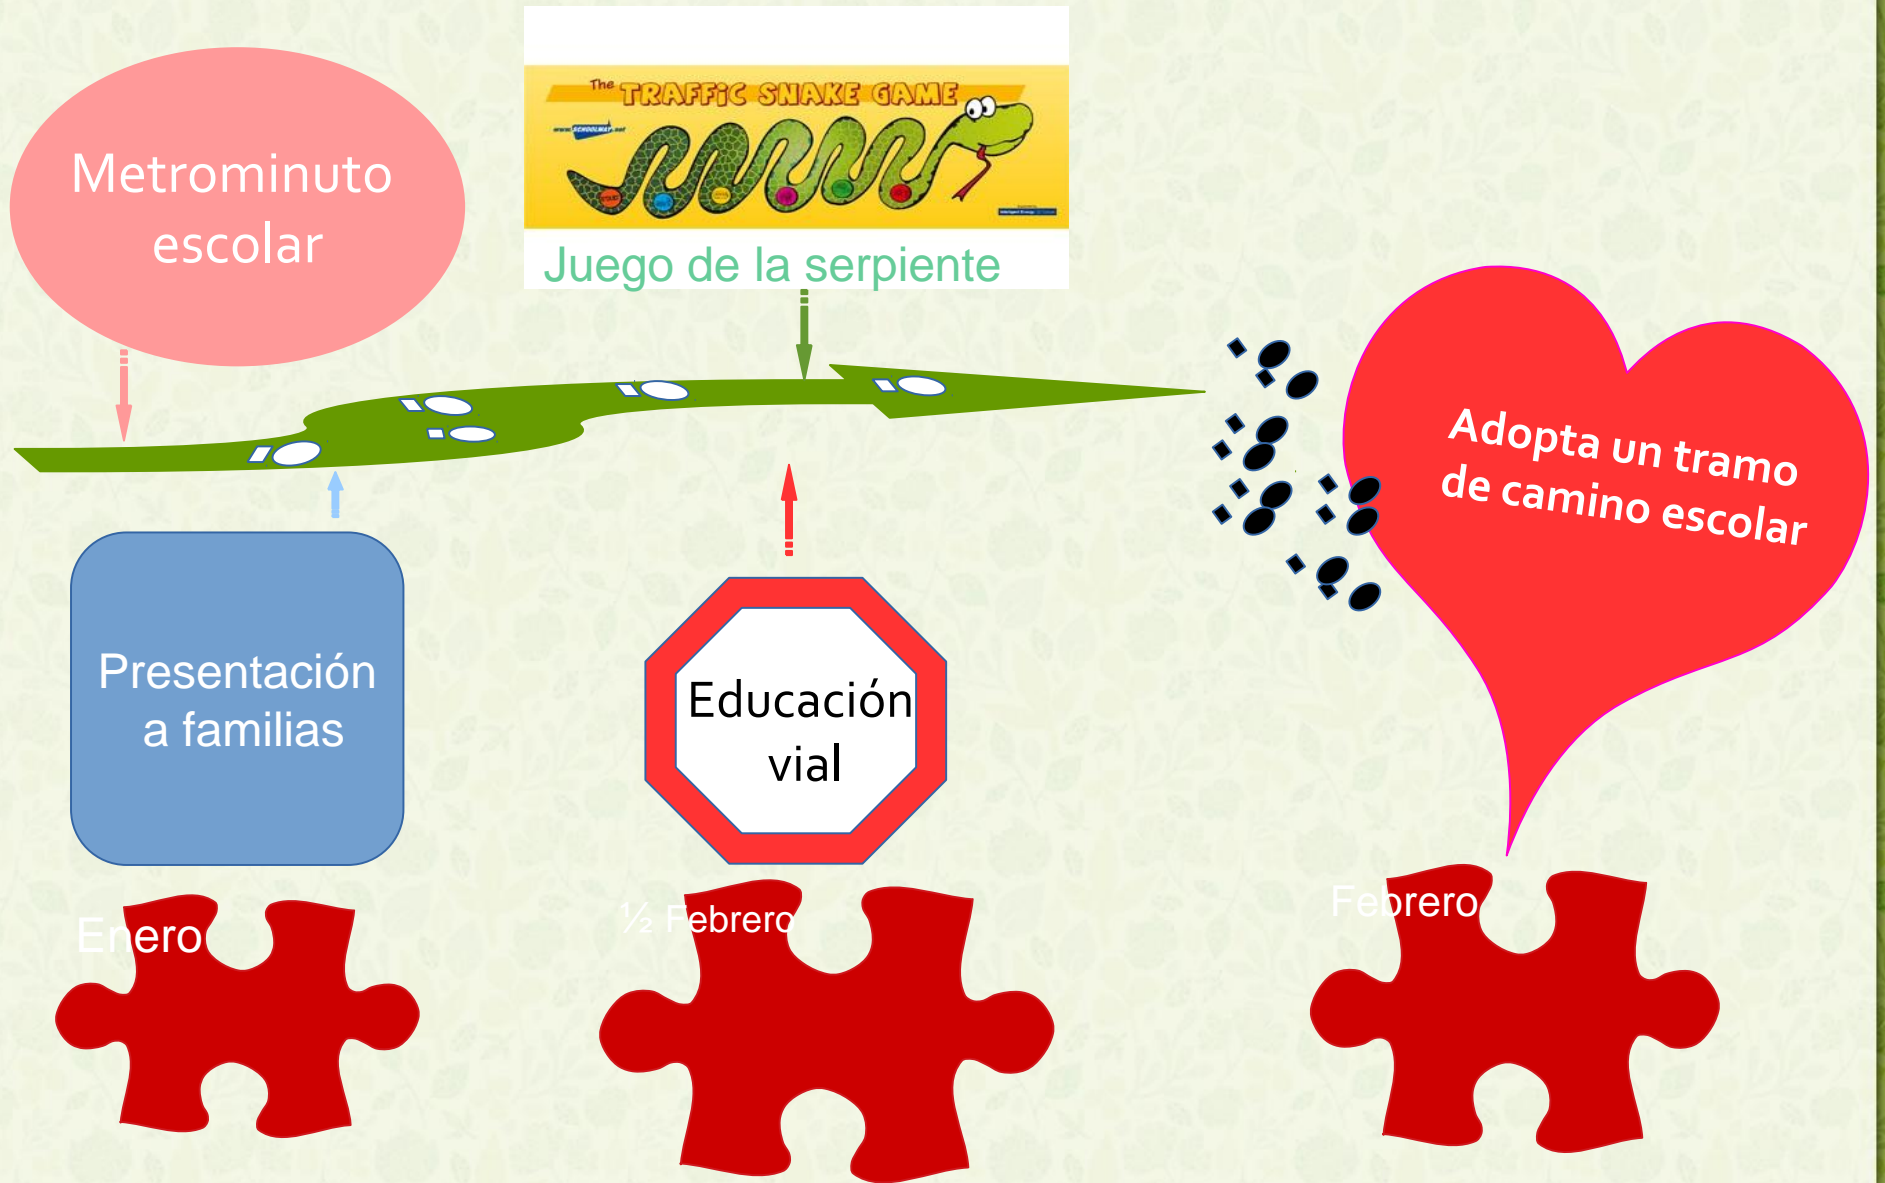 Metrominuto
escolar
The TRAFFIC SNAKE GAME
Juego de la serpiente
Adopta un tramo
de camino escolar
Presentación
a familias
Educación
vial
Enero
½ Febrero
Febrero